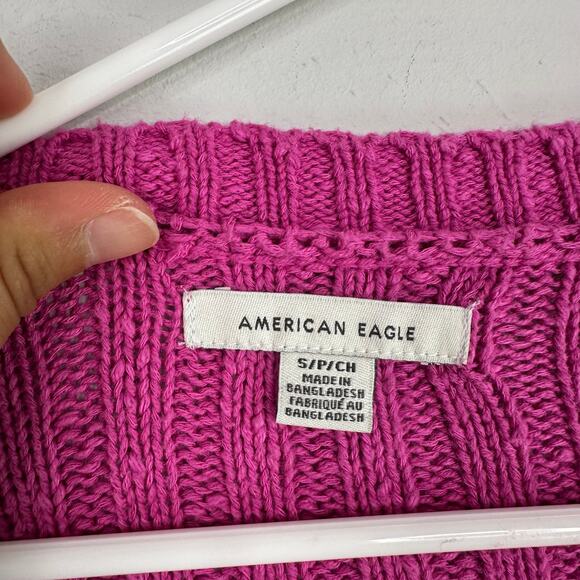 AMERICAN EAGLE
S/P/CH
MADE IN
BANGLADESH
FABRIQUÉ AU
BANGLADESH